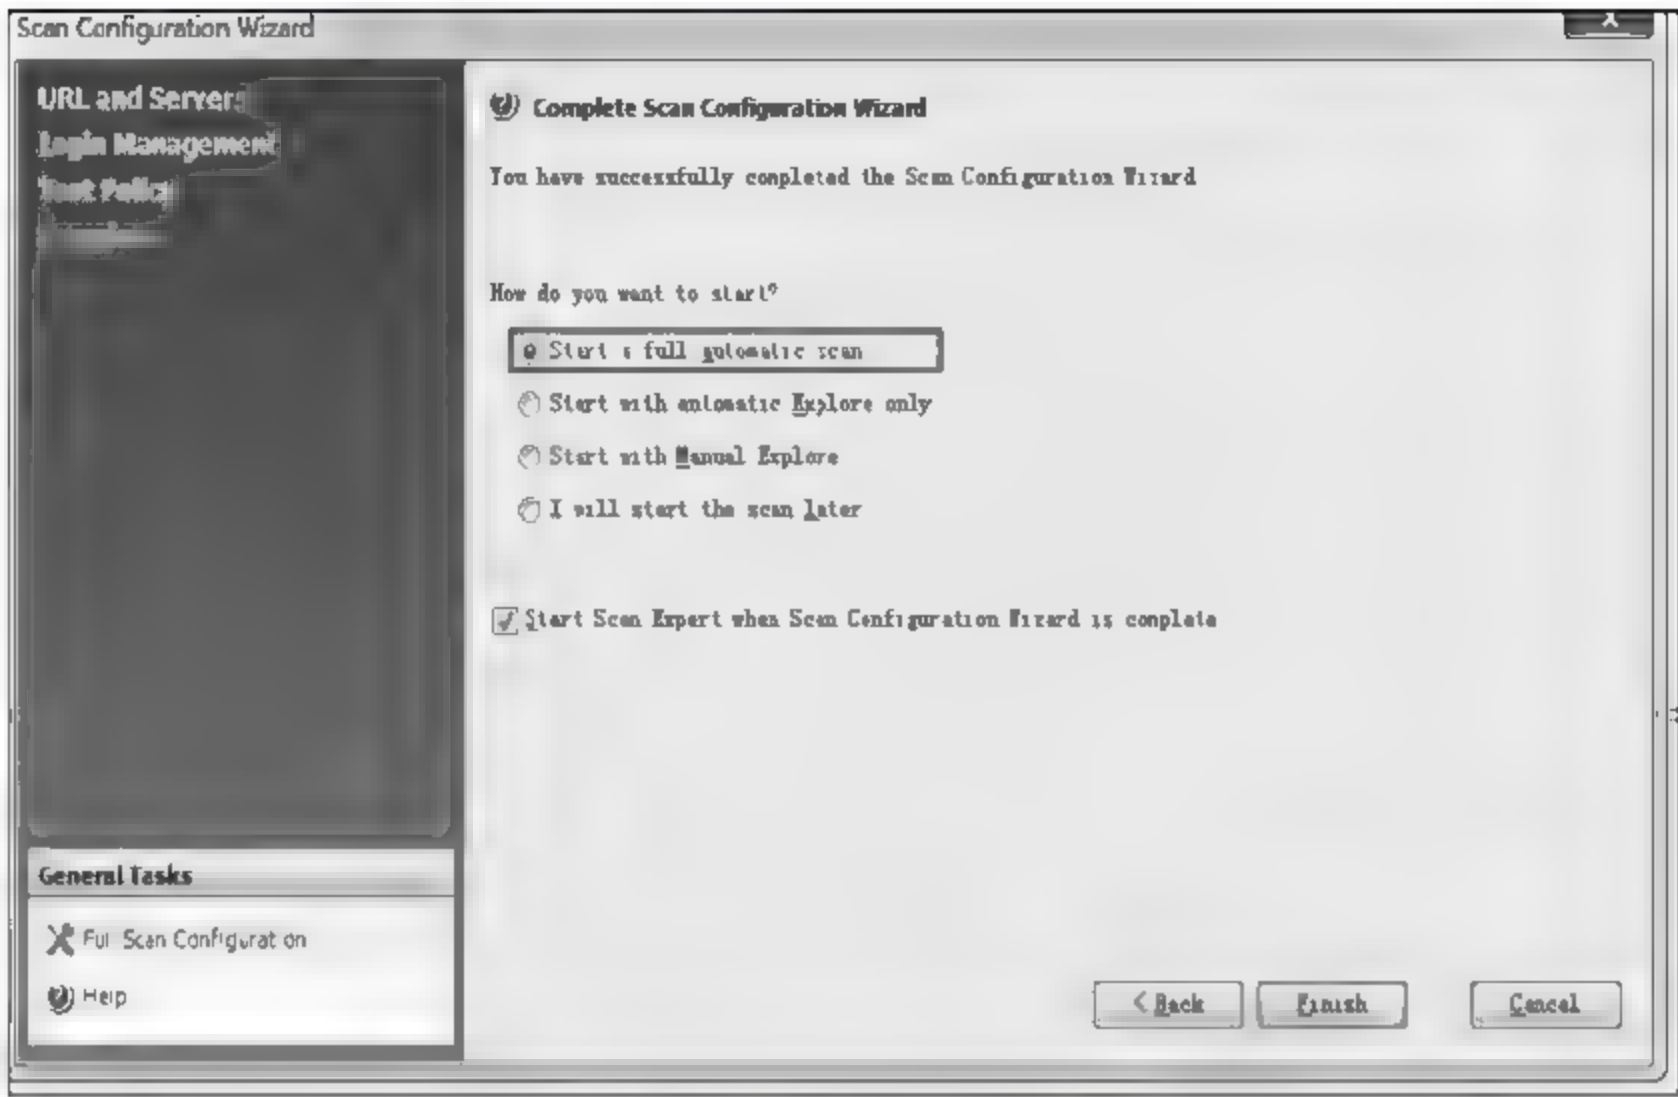 Scan Configuration Wizard
X
URL and Servers
Login Management
Test Policy
Complete Scan Configuration Wizard
You have successfully completed the Scan Configuration Wizard
How do you want to start?
Start a full automatic scan
Start with automatic Explore only
Start with Manual Explore
I will start the scan later
Start Scan Expert when Scan Configuration Wizard is complete
General Tasks
Full Scan Configuration
Help
< Back
Finish
Cancel